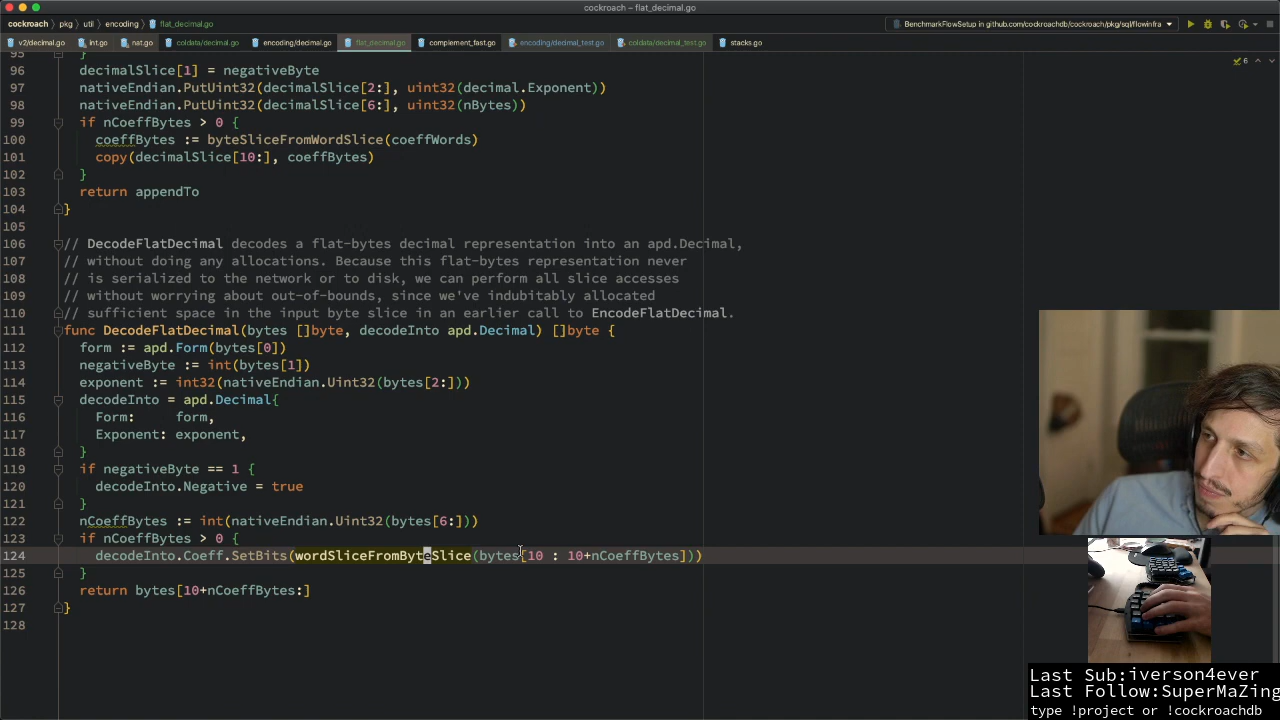 cockroach – flat_decimal.go
cockroach > pkg > util > encoding > flat_decimal.go
BenchmarkFlowSetup in github.com/cockroachdb/cockroach/pkg/sql/flowinfra
v2/decimal.go int.go nat.go coldata/decimal.go encoding/decimal.go flat_decimal.go complement_fast.go encoding/decimal_test.go coldata/decimal_test.go stacks.go
6
95 }
96 decimalSlice[1] = negativeByte
97 nativeEndian.PutUint32(decimalSlice[2:], uint32(decimal.Exponent))
98 nativeEndian.PutUint32(decimalSlice[6:], uint32(nBytes))
99 if nCoeffBytes > 0 {
100 coeffBytes := byteSliceFromWordSlice(coeffWords)
101 copy(decimalSlice[10:], coeffBytes)
102 }
103 return appendTo
104 }
105
106 // DecodeFlatDecimal decodes a flat-bytes decimal representation into an apd.Decimal,
107 // without doing any allocations. Because this flat-bytes representation never
108 // is serialized to the network or to disk, we can perform all slice accesses
109 // without worrying about out-of-bounds, since we've indubitably allocated
110 // sufficient space in the input byte slice in an earlier call to EncodeFlatDecimal.
111 func DecodeFlatDecimal(bytes []byte, decodeInto apd.Decimal) []byte {
112 form := apd.Form(bytes[0])
113 negativeByte := int(bytes[1])
114 exponent := int32(nativeEndian.Uint32(bytes[2:]))
115 decodeInto = apd.Decimal{
116 Form: form,
117 Exponent: exponent,
118 }
119 if negativeByte == 1 {
120 decodeInto.Negative = true
121 }
122 nCoeffBytes := int(nativeEndian.Uint32(bytes[6:]))
123 if nCoeffBytes > 0 {
124 decodeInto.Coeff.SetBits(wordSliceFromByteSlice(bytes[10 : 10+nCoeffBytes]))
125 }
126 return bytes[10+nCoeffBytes:]
127 }
128
Last Sub:iverson4ever
Last Follow:SuperMaZing
type !project or !cockroachdb